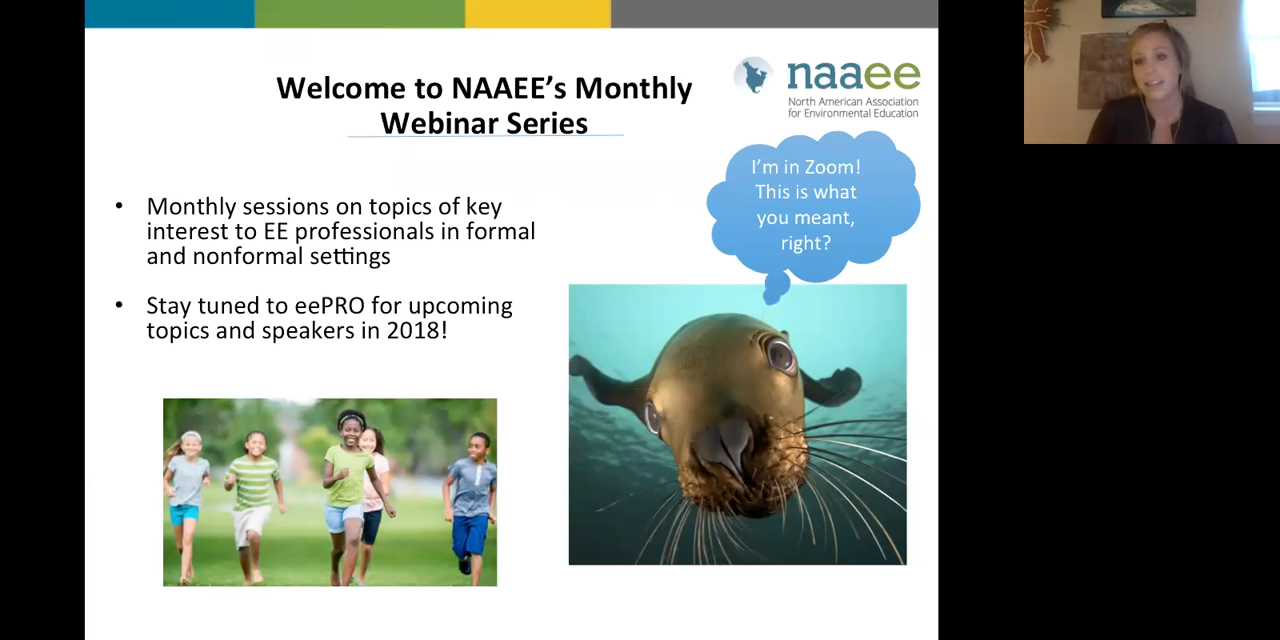 Welcome to NAAEE’s Monthly
Webinar Series
naaee
North American Association
for Environmental Education
I’m in Zoom!
This is what
you meant,
right?
• Monthly sessions on topics of key
interest to EE professionals in formal
and nonformal settings
• Stay tuned to eePRO for upcoming
topics and speakers in 2018!